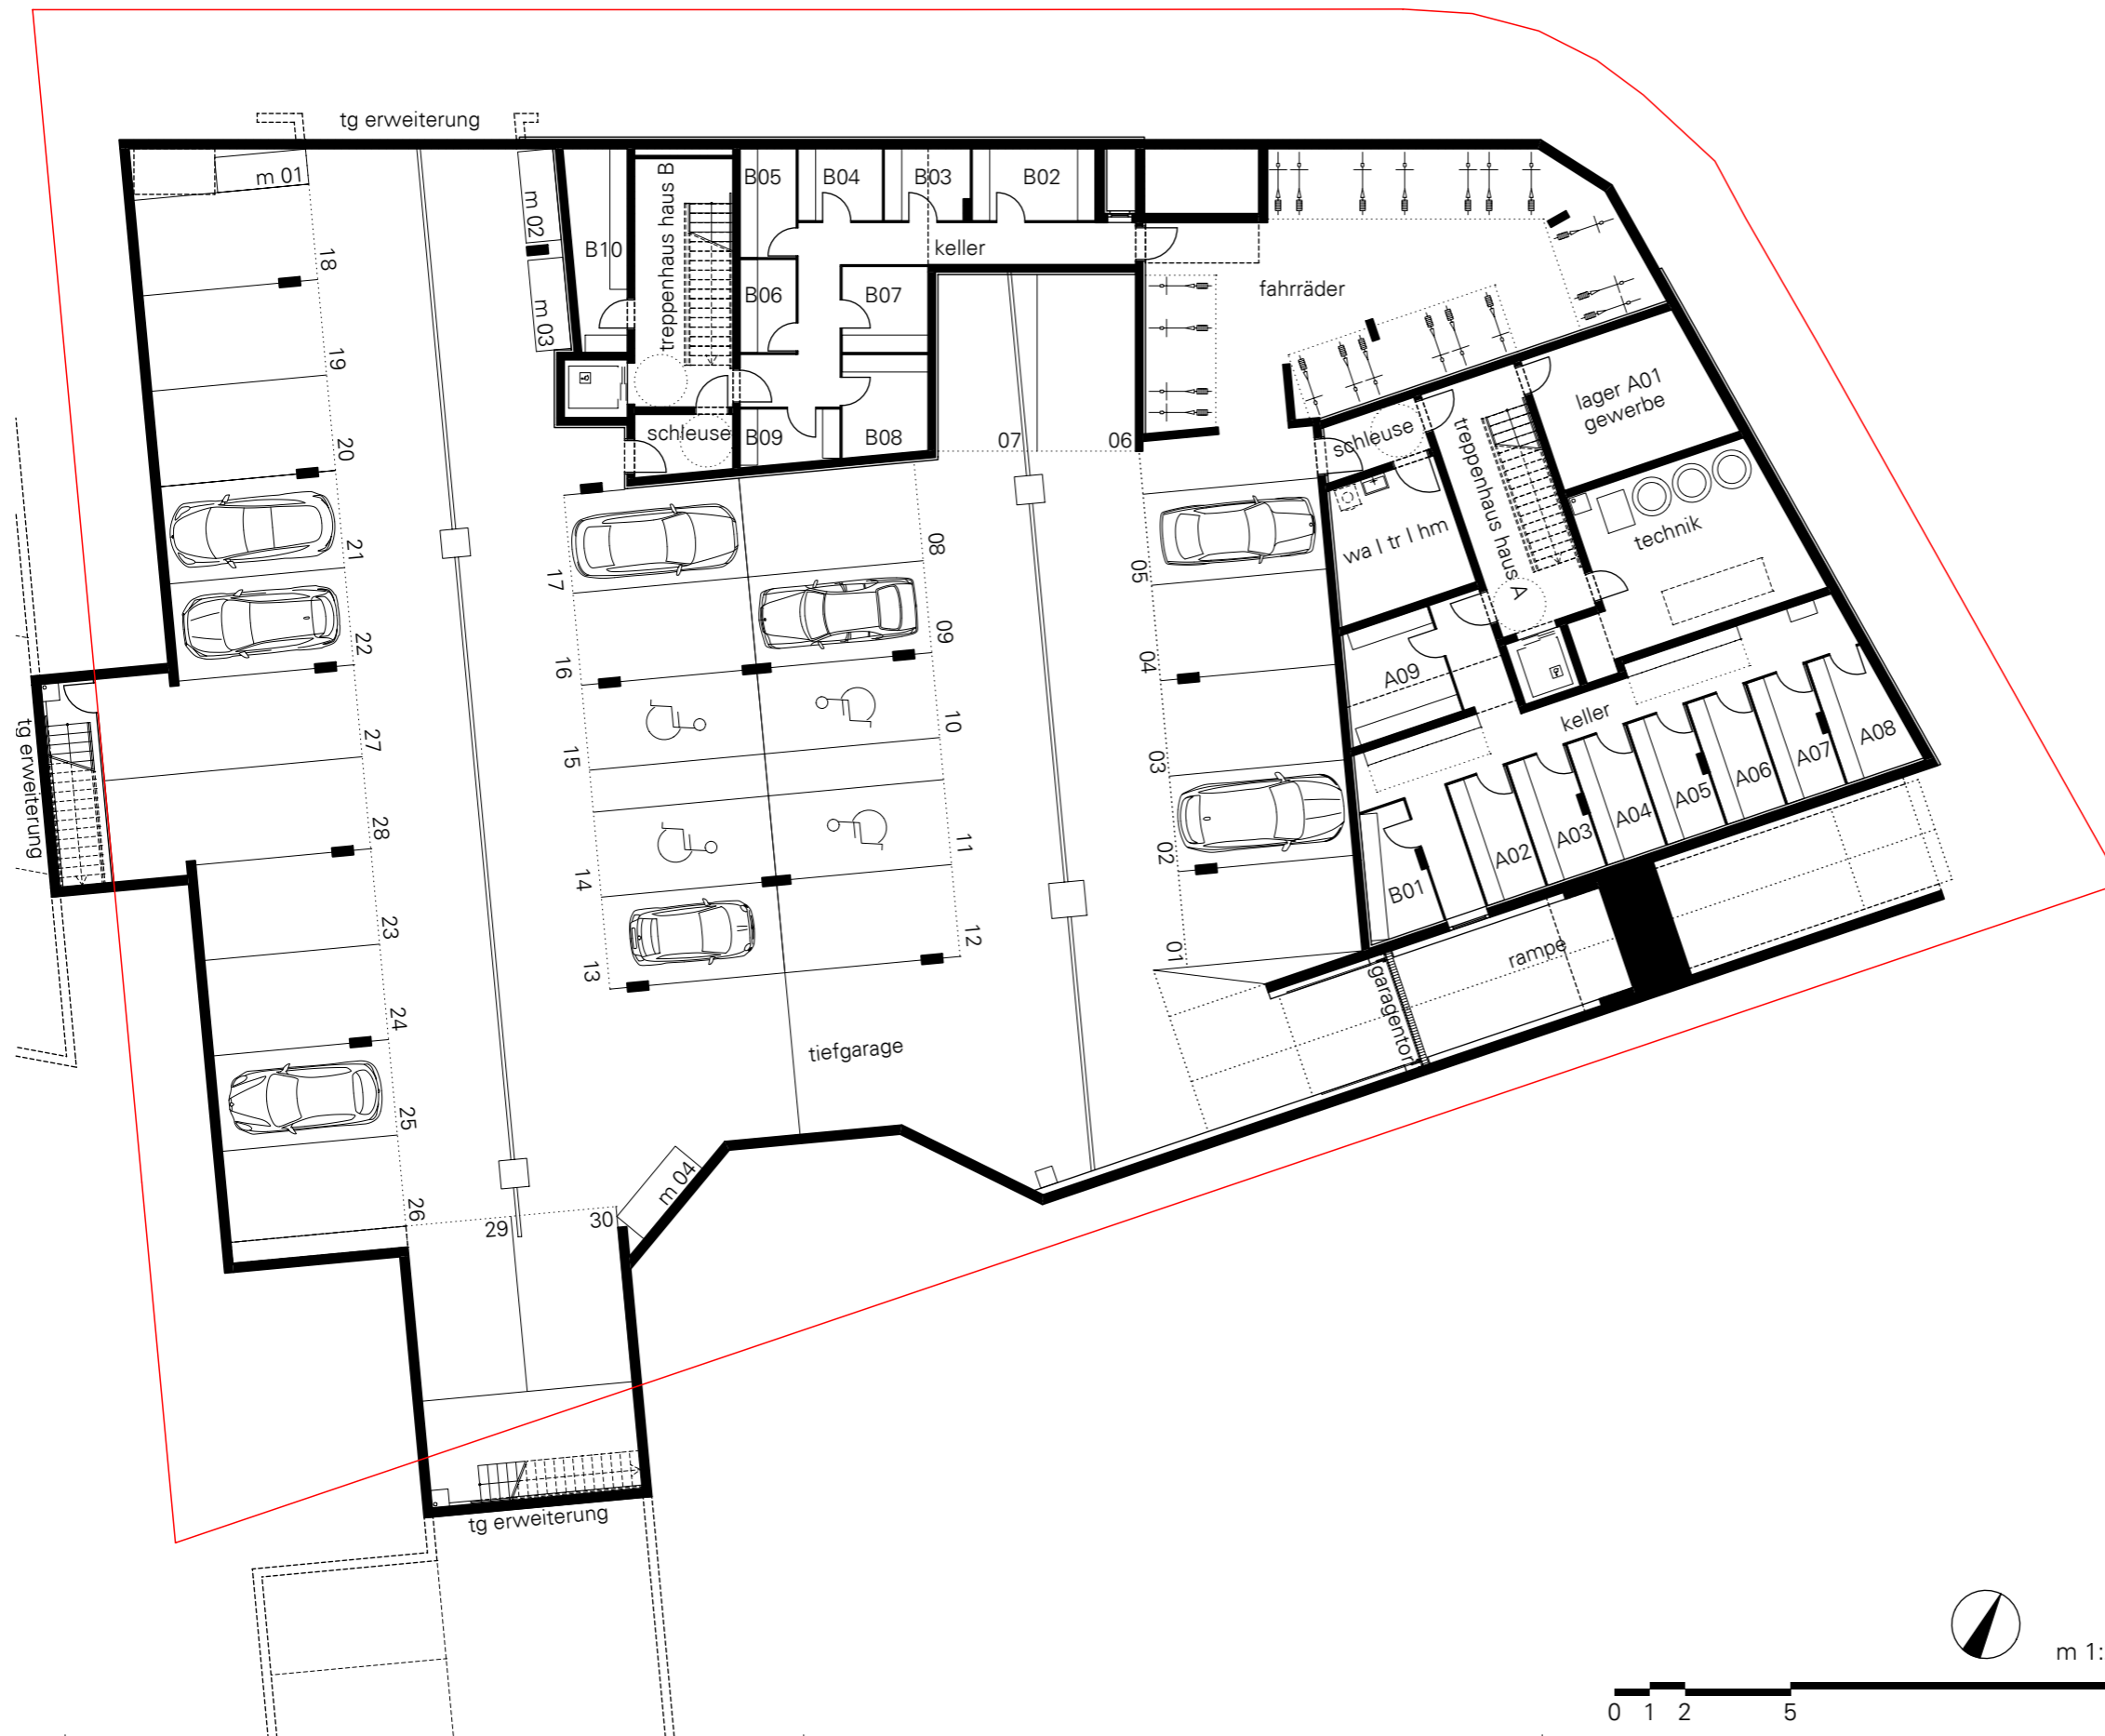 tg erweiterung
m 01
m 02
m 03
B10
treppenhaus haus B
B05
B04
B03
B02
keller
B06
B07
B09
B08
schleuse
fahrräder
lager A01
gewerbe
schleuse
treppenhaus haus A
wa I tr I hm
technik
A09
keller
B01
A02
A03
A04
A05
A06
A07
A08
rampe
garagentor
18
19
20
21
22
27
28
23
24
25
26
17
16
15
14
13
08
09
10
11
12
07
06
05
04
03
02
01
tg erweiterung
tiefgarage
29
30
m 04
tg erweiterung
m 1:
0 1 2 5